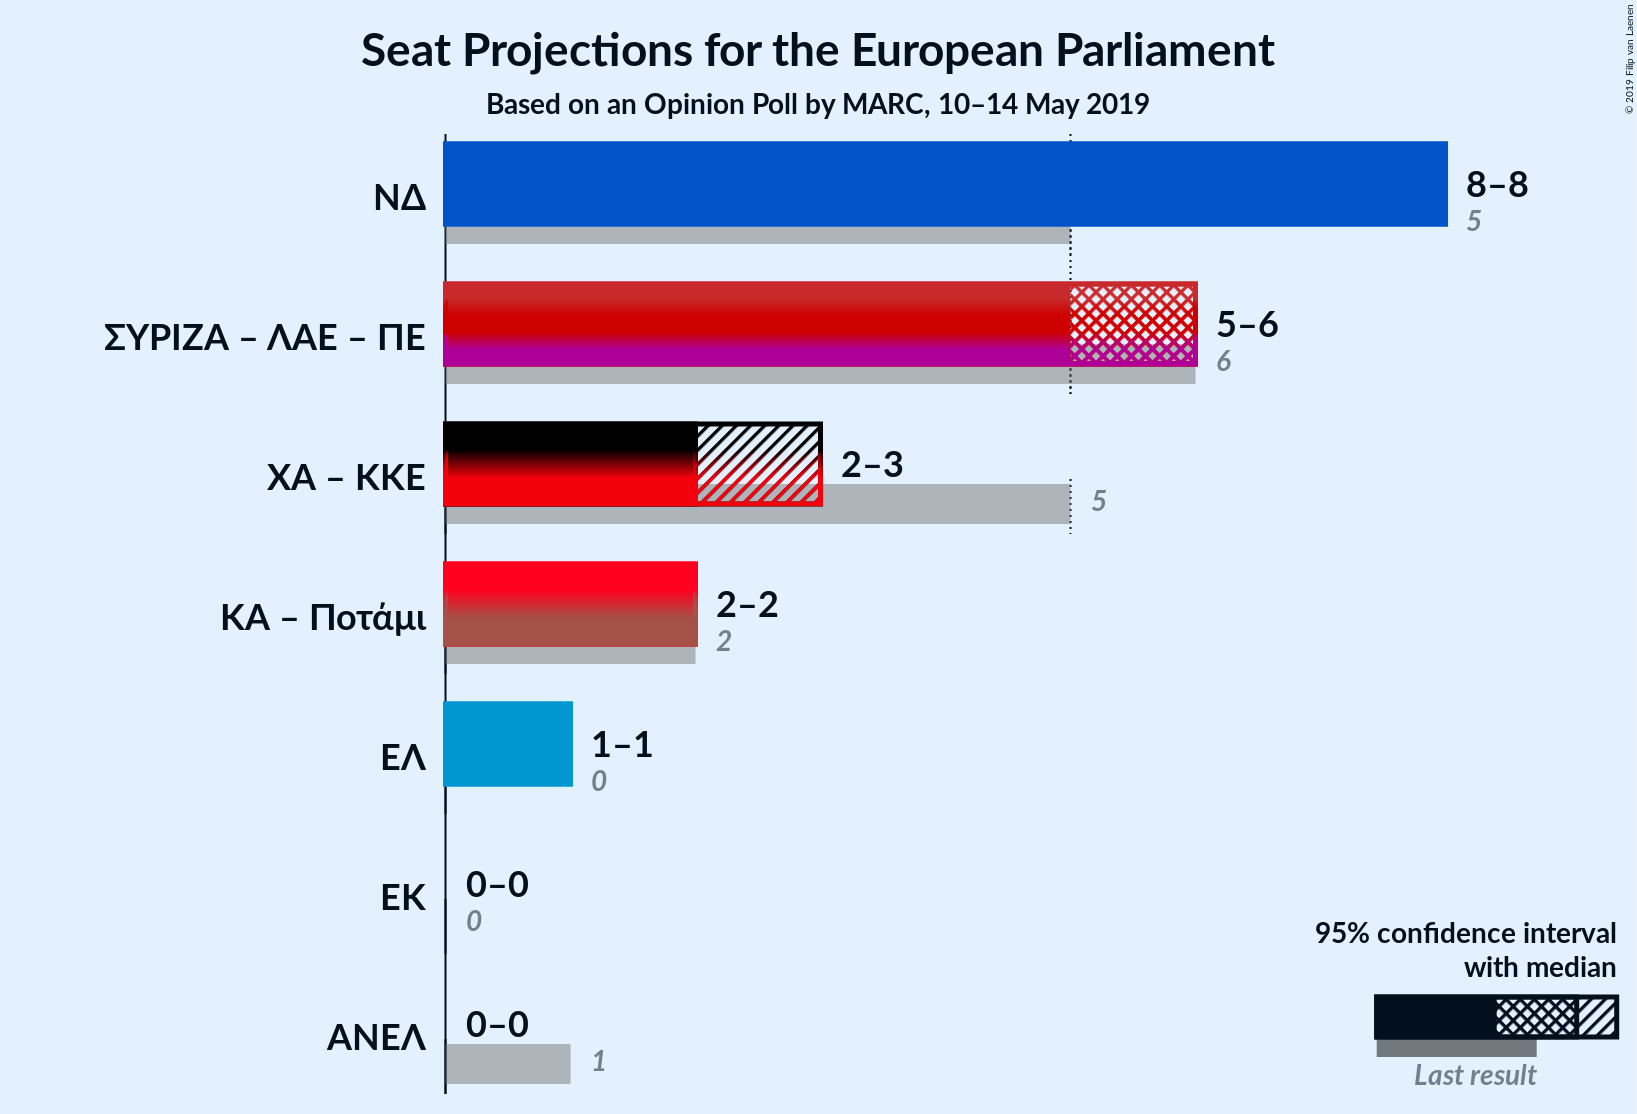 Seat Projections for the European Parliament
Based on an Opinion Poll by MARC, 10–14 May 2019
© 2019 Filip van Laenen
ΝΔ
8–8
5
ΣΥΡΙΖΑ – ΛΑΕ – ΠΕ
5–6
6
ΧΑ – ΚΚΕ
2–3
5
ΚΑ – Ποτάμι
2–2
2
ΕΛ
1–1
0
ΕΚ
0–0
0
ΑΝΕΛ
0–0
1
95% confidence interval
with median
Last result